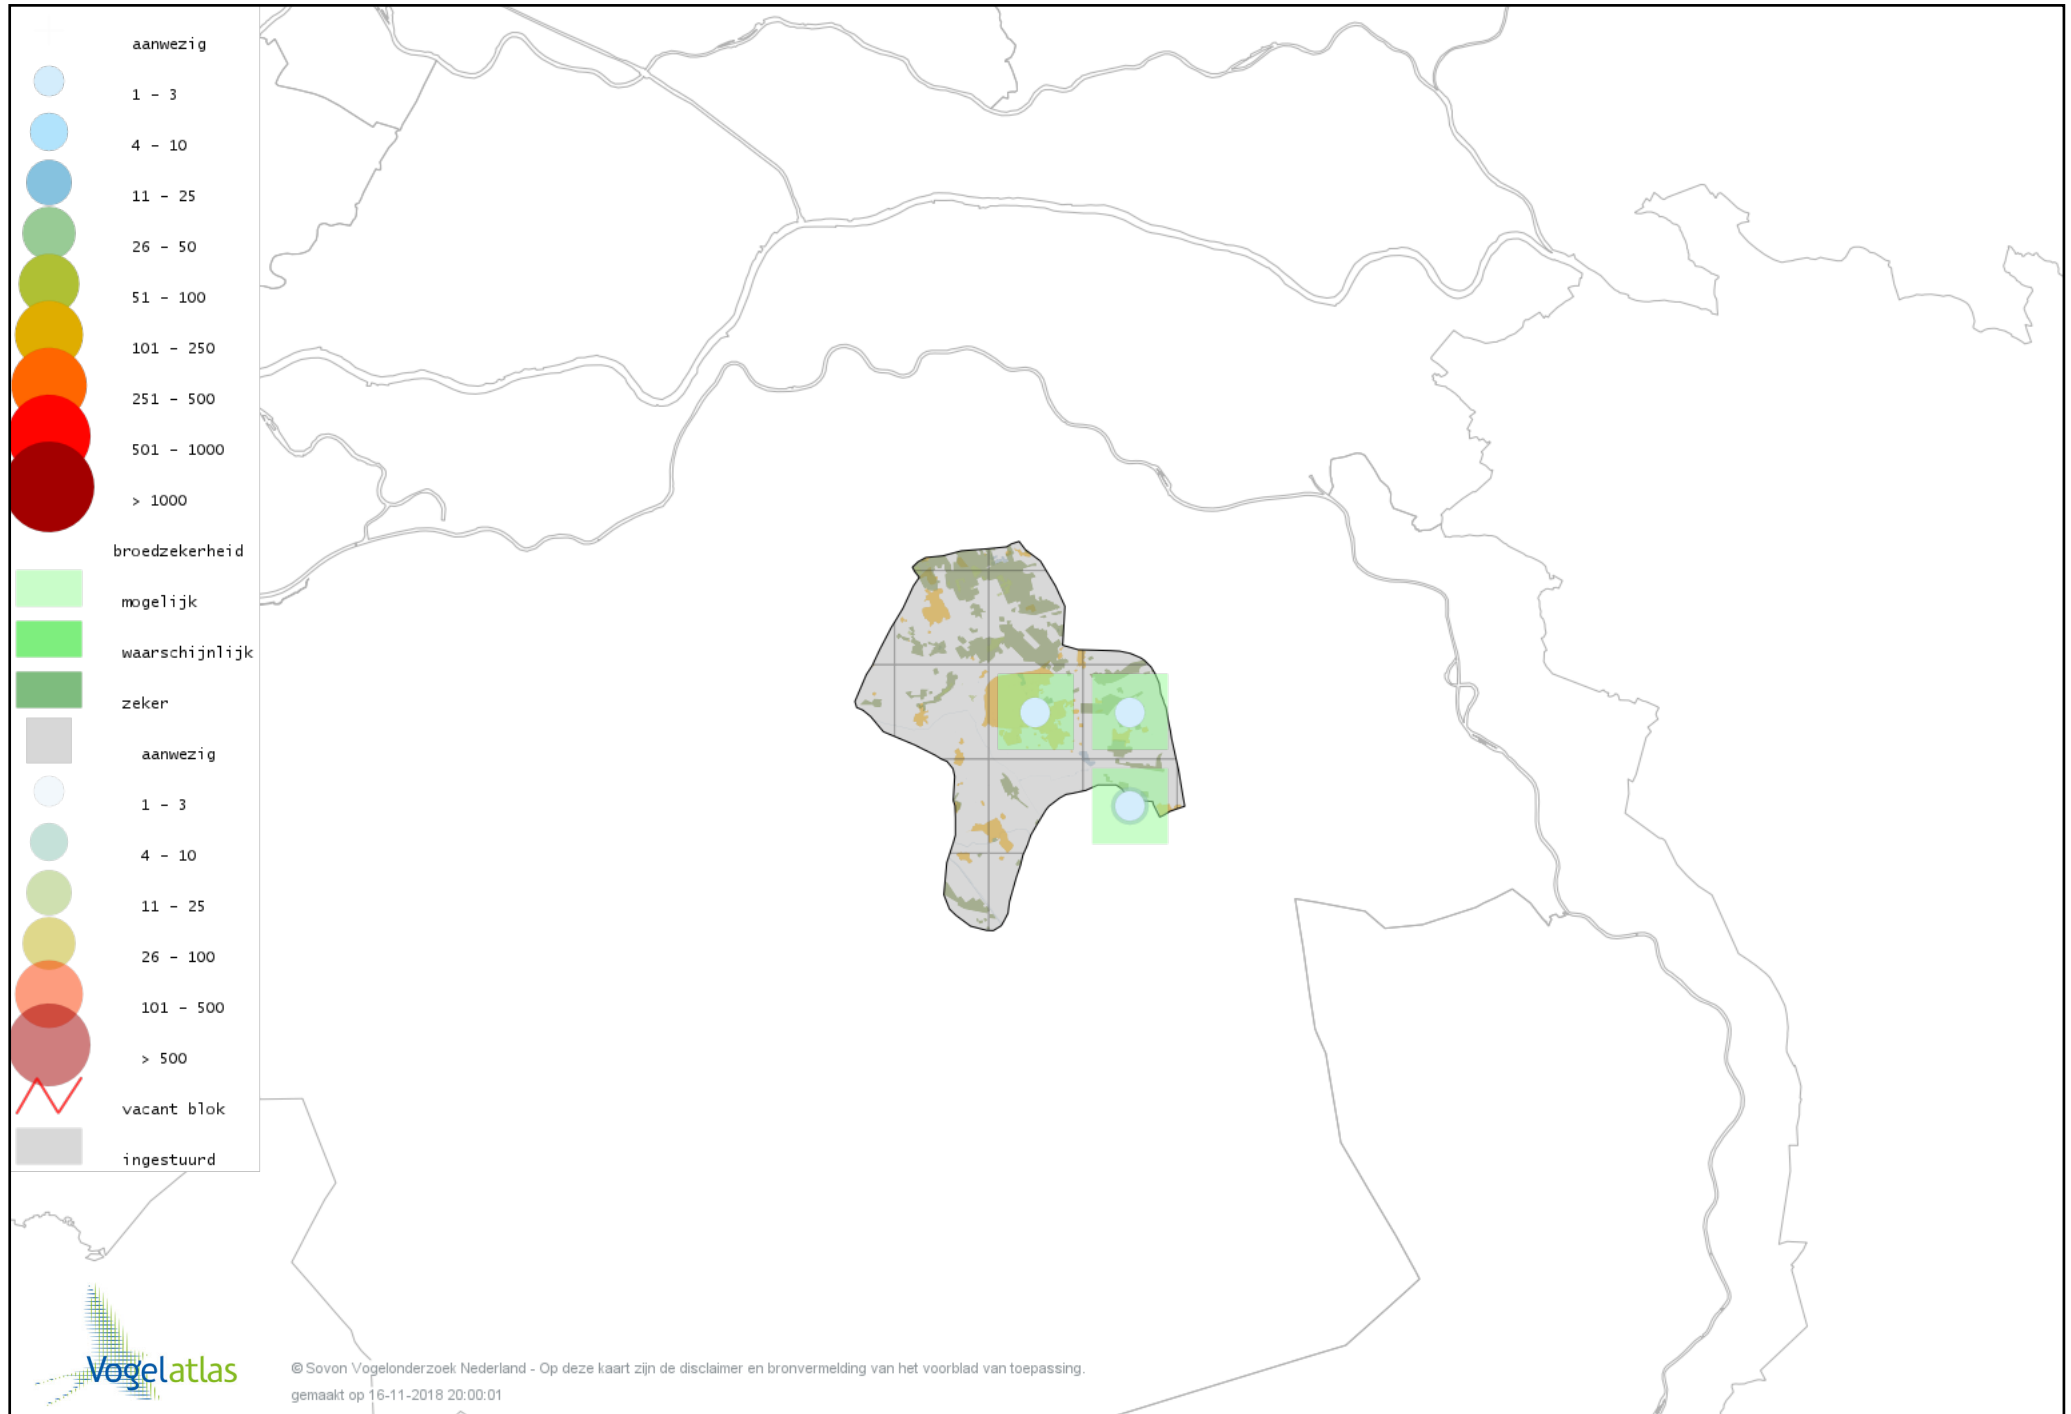 aanwezig
1 - 3
4 - 10
11 - 25
26 - 50
51 - 100
101 - 250
251 - 500
501 - 1000
> 1000
broedzekerheid
mogelijk
waarschijnlijk
zeker
aanwezig
1 - 3
4 - 10
11 - 25
26 - 100
101 - 500
> 500
vacant blok
ingestuurd
Vogelatlas
© Sovon Vogelonderzoek Nederland - Op deze kaart zijn de disclaimer en bronvermelding van het voorblad van toepassing.
gemaakt op 16-11-2018 20:00:01